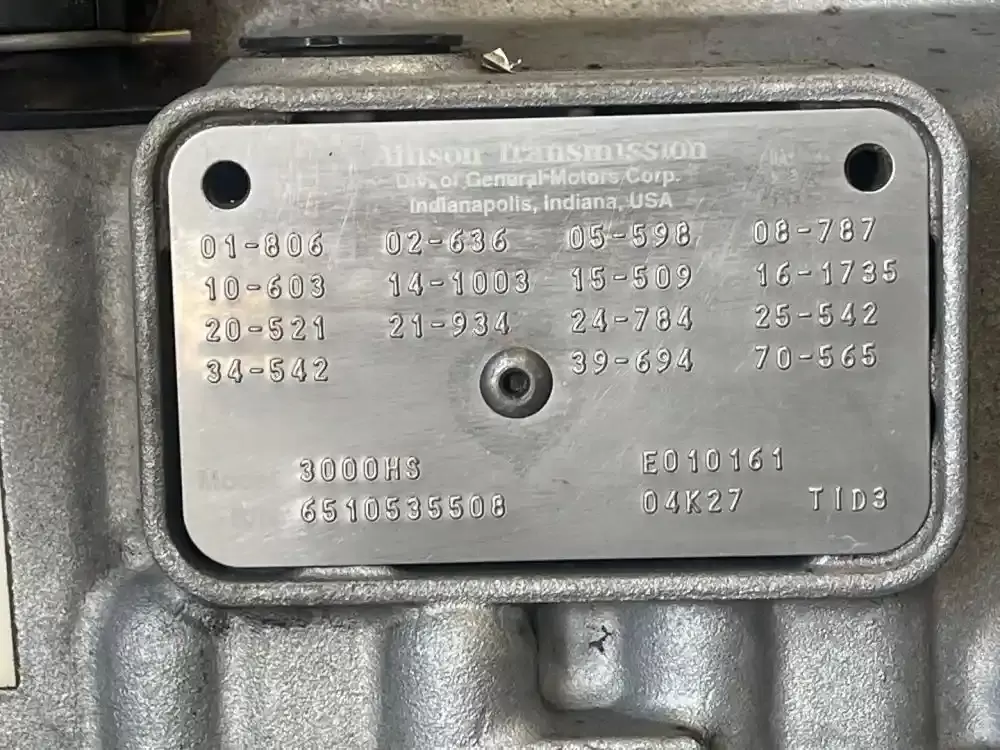 Allison Transmission
Div. of General Motors Corp.
Indianapolis, Indiana, USA
01-806 02-636 05-598 08-787
10-603 14-1003 15-509 16-1735
20-521 21-934 24-784 25-542
34-542 39-694 70-565
3000HS E010161
6510535508 04K27 TID3